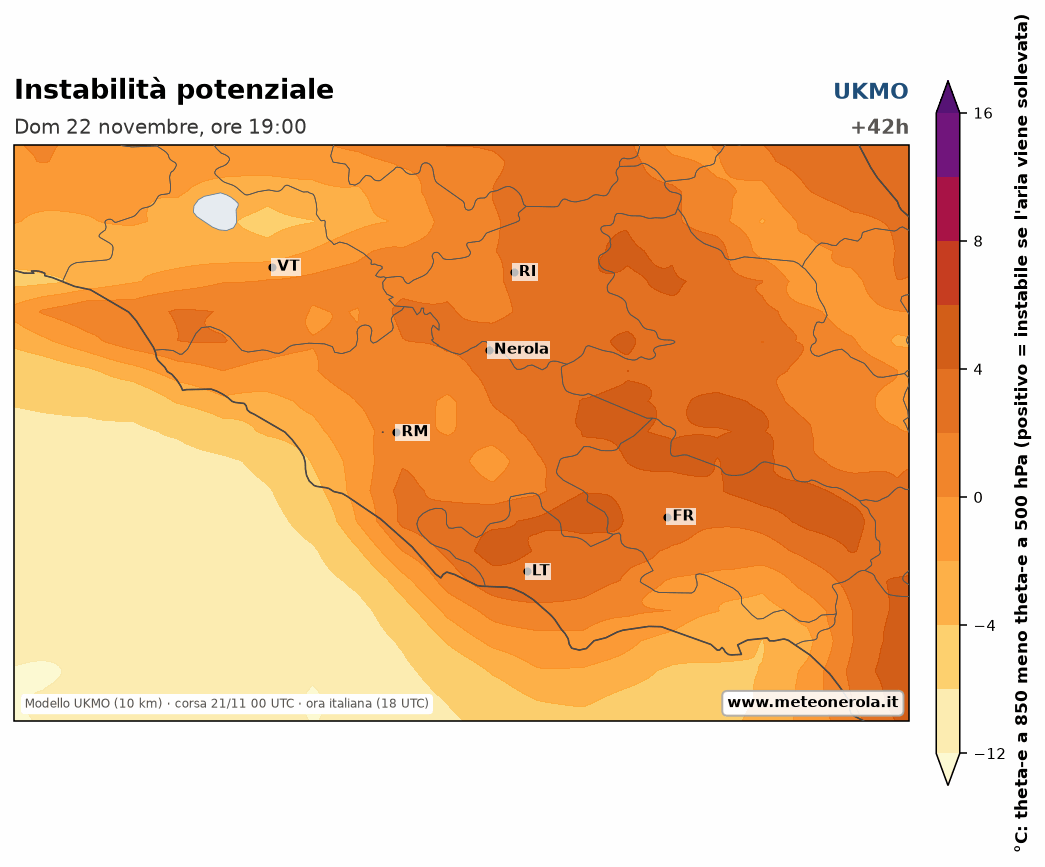 Instabilità potenziale
UKMO
Dom 22 novembre, ore 19:00
+42h
VT
RI
Nerola
RM
FR
LT
Modello UKMO (10 km) · corsa 21/11 00 UTC · ora italiana (18 UTC)
www.meteonerola.it
16
8
4
0
−4
−12
°C: theta-e a 850 meno theta-e a 500 hPa (positivo = instabile se l'aria viene sollevata)